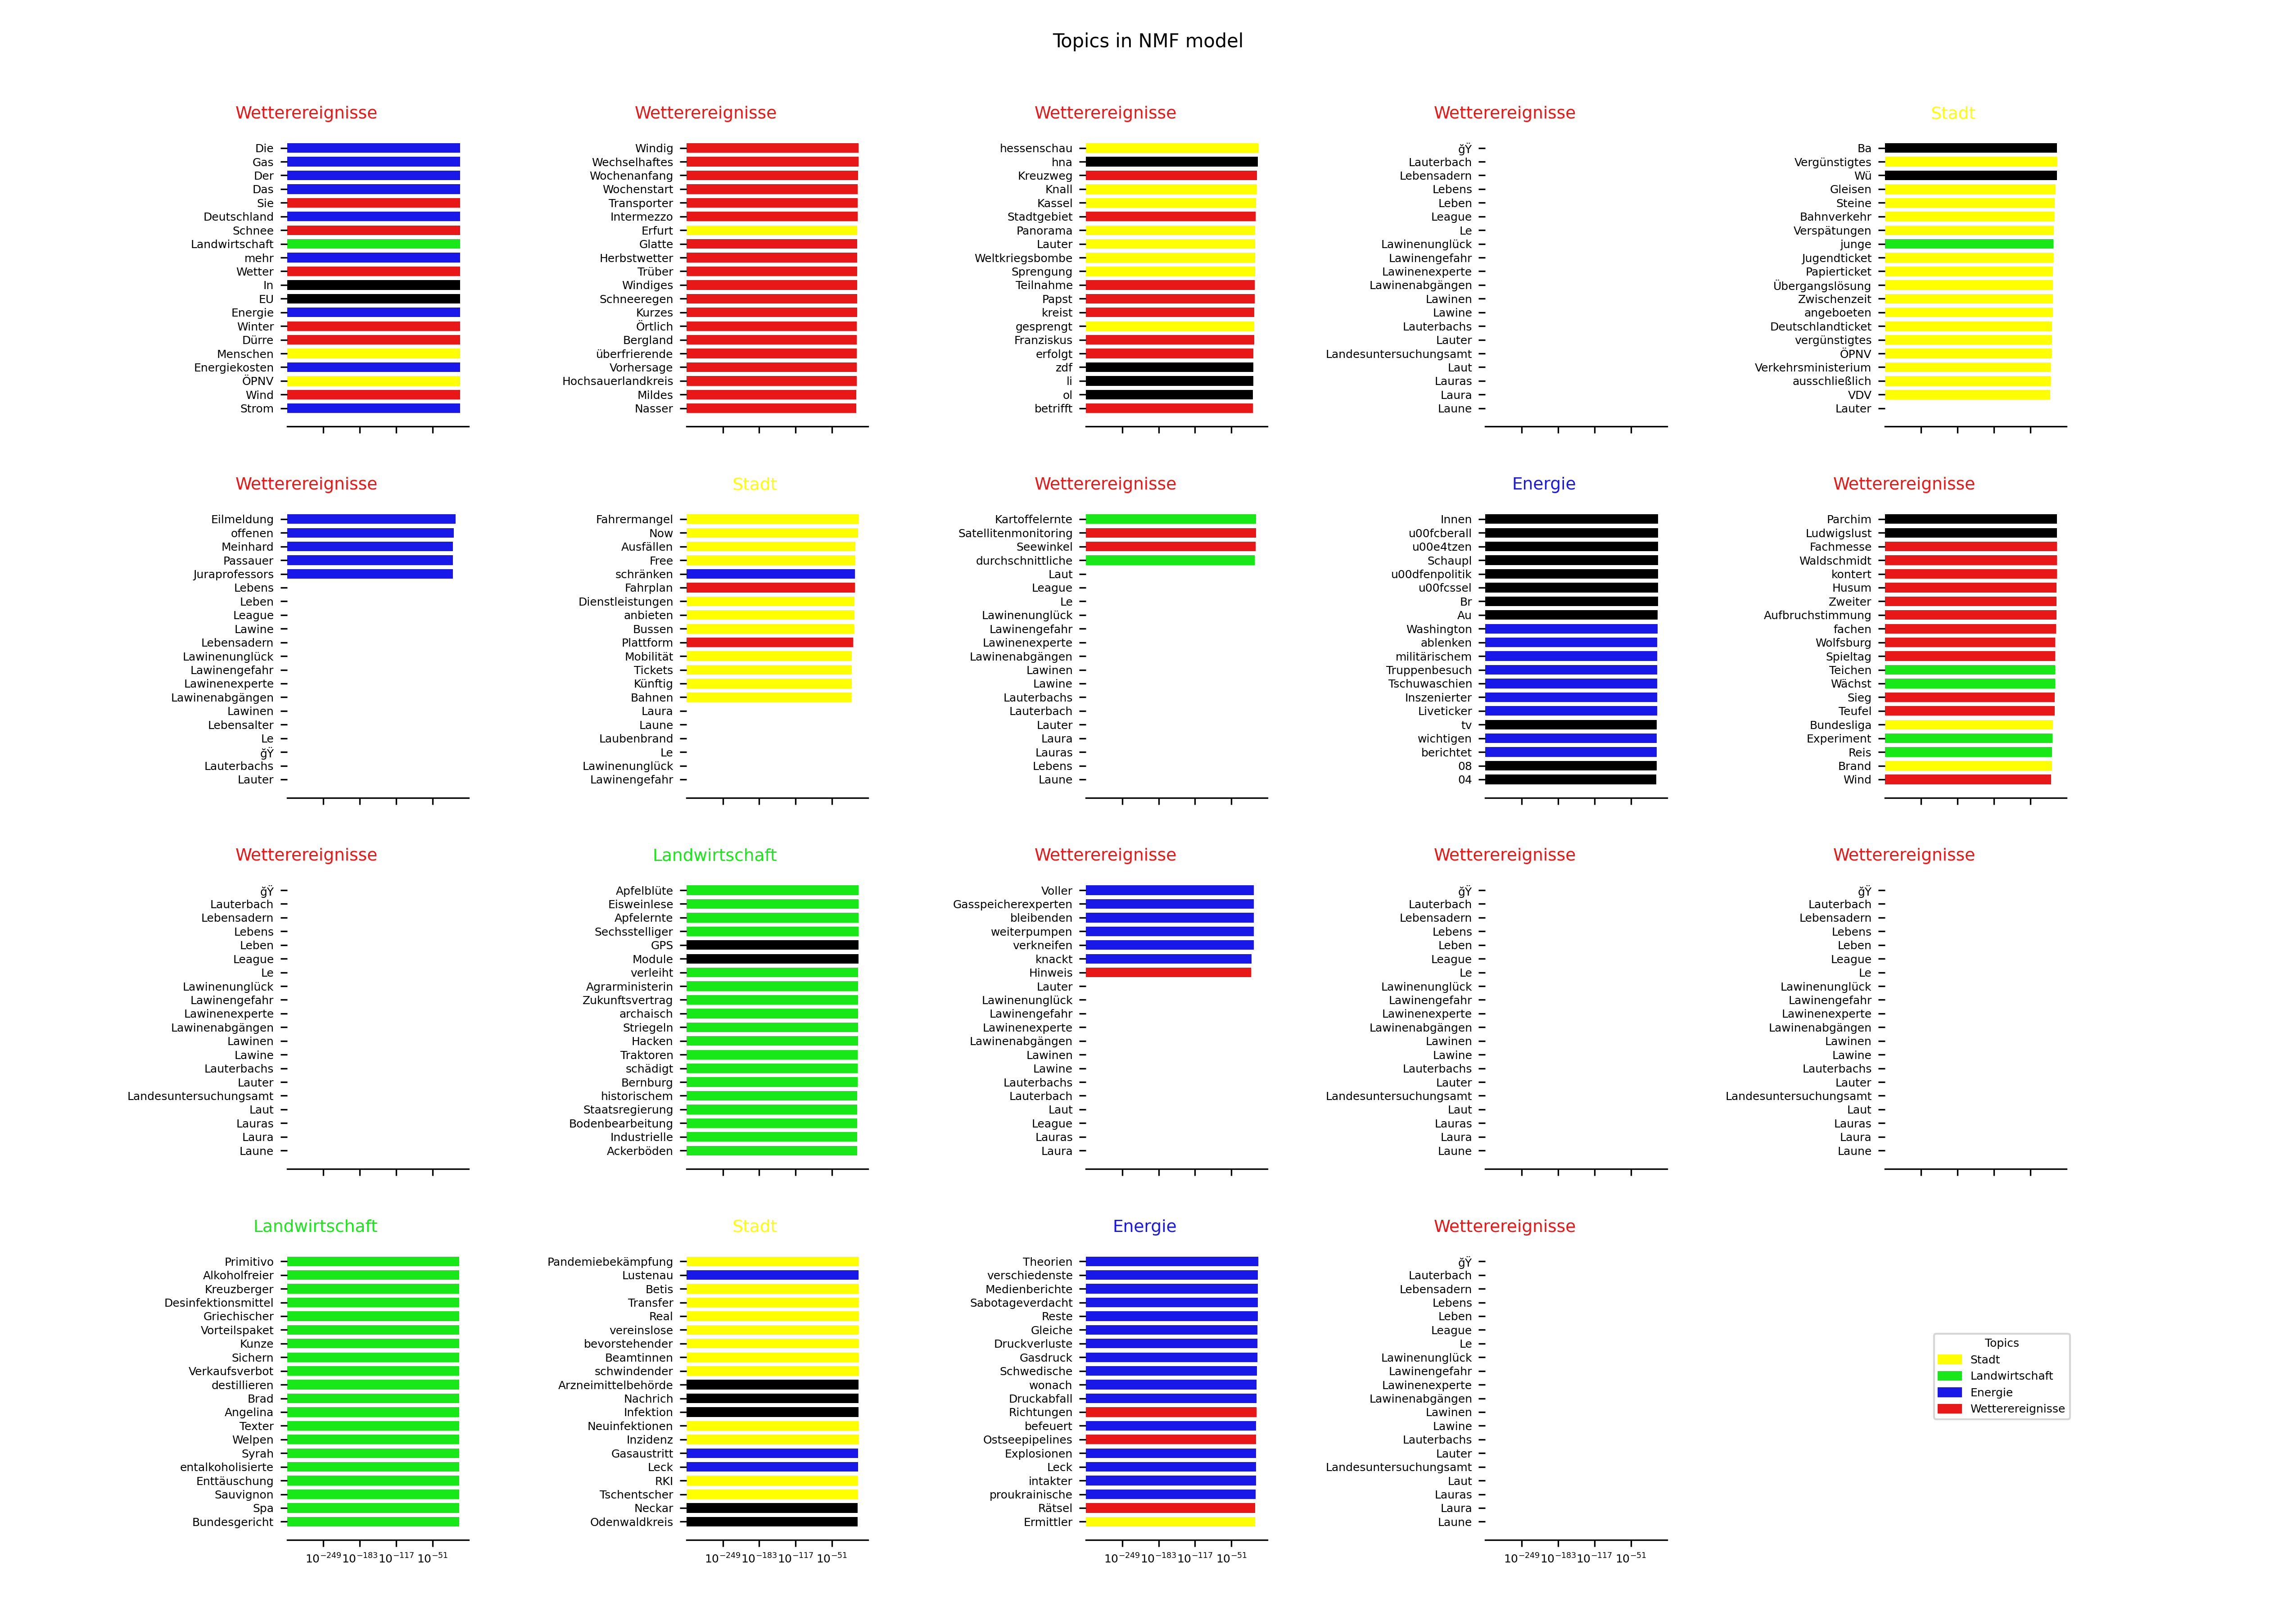 Topics in NMF model
Wetterereignisse
Die
Gas
Der
Das
Sie
Deutschland
Schnee
Landwirtschaft
mehr
Wetter
In
EU
Energie
Winter
Dürre
Menschen
Energiekosten
ÖPNV
Wind
Strom
Wetterereignisse
Windig
Wechselhaftes
Wochenanfang
Wochenstart
Transporter
Intermezzo
Erfurt
Glatte
Herbstwetter
Trüber
Windiges
Schneeregen
Kurzes
Örtlich
Bergland
überfrierende
Vorhersage
Hochsauerlandkreis
Mildes
Nasser
Wetterereignisse
hessenschau
hna
Kreuzweg
Knall
Kassel
Stadtgebiet
Panorama
Lauter
Weltkriegsbombe
Sprengung
Teilnahme
Papst
kreist
gesprengt
Franziskus
erfolgt
zdf
li
ol
betrifft
Wetterereignisse
ğŸ
Lauterbach
Lebensadern
Lebens
Leben
League
Le
Lawinenunglück
Lawinengefahr
Lawinenexperte
Lawinenabgängen
Lawinen
Lawine
Lauterbachs
Lauter
Landesuntersuchungsamt
Laut
Lauras
Laura
Laune
Stadt
Ba
Vergünstigtes
Wü
Gleisen
Steine
Bahnverkehr
Verspätungen
junge
Jugendticket
Papierticket
Übergangslösung
Zwischenzeit
angeboten
Deutschlandticket
vergünstigtes
ÖPNV
Verkehrsministerium
ausschließlich
VDV
Lauter
Wetterereignisse
Eilmeldung
offenen
Meinhard
Passauer
Juraprofessors
Lebens
Leben
League
Lawine
Lebensadern
Lawinenunglück
Lawinengefahr
Lawinenexperte
Lawinenabgängen
Lawinen
Lebensalter
Le
ğŸ
Lauterbachs
Lauter
Stadt
Fahrermangel
Now
Ausfällen
Free
schränken
Fahrplan
Dienstleistungen
anbieten
Bussen
Plattform
Mobilität
Tickets
Künftig
Bahnen
Laura
Laune
Laubenbrand
Le
Lawinenunglück
Lawinengefahr
Wetterereignisse
Kartoffelernte
Satellitenmonitoring
Seewinkel
durchschnittliche
Laut
League
Le
Lawinenunglück
Lawinengefahr
Lawinenexperte
Lawinenabgängen
Lawinen
Lawine
Lauterbachs
Lauterbach
Lauter
Laura
Lauras
Lebens
Laune
Energie
Innen
u00fcberall
u00e4tzen
Schaupl
u00dfenpolitik
u00fcssel
Br
Au
Washington
ablenken
militärischem
Truppenbesuch
Tschuwaschien
Inszenierter
Liveticker
tv
wichtigen
berichtet
08
04
Wetterereignisse
Parchim
Ludwigslust
Fachmesse
Waldschmidt
kontert
Husum
Zweiter
Aufbruchstimmung
fachen
Wolfsburg
Spieltag
Teichen
Wächst
Sieg
Teufel
Bundesliga
Experiment
Reis
Brand
Wind
Wetterereignisse
ğŸ
Lauterbach
Lebensadern
Lebens
Leben
League
Le
Lawinenunglück
Lawinengefahr
Lawinenexperte
Lawinenabgängen
Lawinen
Lawine
Lauterbachs
Lauter
Landesuntersuchungsamt
Laut
Lauras
Laura
Laune
Landwirtschaft
Apfelblüte
Eisweinlese
Apfelernte
Sechsstelliger
GPS
Module
verleiht
Agrarministerin
Zukunftsvertrag
archaisch
Striegeln
Hacken
Traktoren
schädigt
Bernburg
historischem
Staatsregierung
Bodenbearbeitung
Industrielle
Ackerböden
Wetterereignisse
Voller
Gasspeicherexperten
bleibenden
weiterpumpen
verkneifen
knackt
Hinweis
Lauter
Lawinenunglück
Lawinengefahr
Lawinenexperte
Lawinenabgängen
Lawinen
Lawine
Lauterbachs
Lauterbach
Laut
League
Lauras
Laura
Wetterereignisse
ğŸ
Lauterbach
Lebensadern
Lebens
Leben
League
Le
Lawinenunglück
Lawinengefahr
Lawinenexperte
Lawinenabgängen
Lawinen
Lawine
Lauterbachs
Lauter
Landesuntersuchungsamt
Laut
Lauras
Laura
Laune
Wetterereignisse
ğŸ
Lauterbach
Lebensadern
Lebens
Leben
League
Le
Lawinenunglück
Lawinengefahr
Lawinenexperte
Lawinenabgängen
Lawinen
Lawine
Lauterbachs
Lauter
Landesuntersuchungsamt
Laut
Lauras
Laura
Laune
Landwirtschaft
Primitivo
Alkoholfreier
Kreuzberger
Desinfektionsmittel
Griechischer
Vorteilspaket
Kunze
Sichern
Verkaufsverbot
destillieren
Brad
Angelina
Texter
Welpen
Syrah
entalkoholisierte
Enttäuschung
Sauvignon
Spa
Bundesgericht
10⁻²⁴⁹ 10⁻¹⁸³ 10⁻¹¹⁷ 10⁻⁵¹
Stadt
Pandemiebekämpfung
Lustenau
Betis
Transfer
Real
vereinslose
bevorstehender
Beamtinnen
schwindender
Arzneimittelbehörde
Nachrich
Infektion
Neuinfektionen
Inzidenz
Gasaustritt
Leck
RKI
Tschentscher
Neckar
Odenwaldkreis
10⁻²⁴⁹ 10⁻¹⁸³ 10⁻¹¹⁷ 10⁻⁵¹
Energie
Theorien
verschiedenste
Medienberichte
Sabotageverdacht
Reste
Gleiche
Druckverluste
Gasdruck
Schwedische
wonach
Druckabfall
Richtungen
befeuert
Ostseepipelines
Explosionen
Leck
intakter
proukrainische
Rätsel
Ermittler
10⁻²⁴⁹ 10⁻¹⁸³ 10⁻¹¹⁷ 10⁻⁵¹
Wetterereignisse
ğŸ
Lauterbach
Lebensadern
Lebens
Leben
League
Le
Lawinenunglück
Lawinengefahr
Lawinenexperte
Lawinenabgängen
Lawinen
Lawine
Lauterbachs
Lauter
Landesuntersuchungsamt
Laut
Lauras
Laura
Laune
10⁻²⁴⁹ 10⁻¹⁸³ 10⁻¹¹⁷ 10⁻⁵¹
Topics
Stadt
Landwirtschaft
Energie
Wetterereignisse